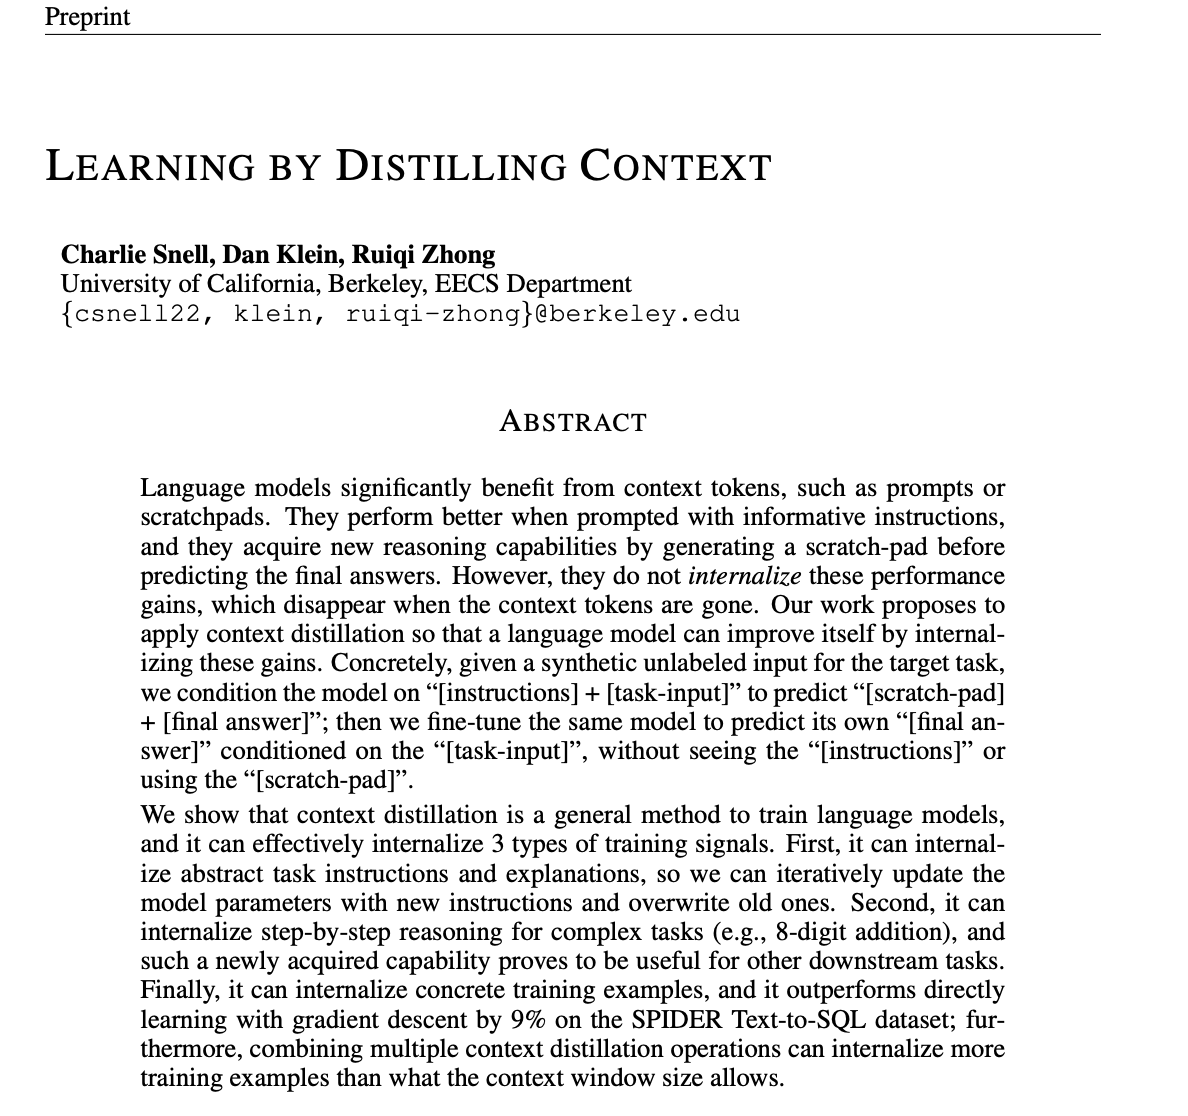 Preprint
LEARNING BY DISTILLING CONTEXT
Charlie Snell, Dan Klein, Ruiqi Zhong
University of California, Berkeley, EECS Department
{csnell22, klein, ruiqi-zhong}@berkeley.edu
ABSTRACT
Language models significantly benefit from context tokens, such as prompts or
scratchpads. They perform better when prompted with informative instructions,
and they acquire new reasoning capabilities by generating a scratch-pad before
predicting the final answers. However, they do not internalize these performance
gains, which disappear when the context tokens are gone. Our work proposes to
apply context distillation so that a language model can improve itself by internal-
izing these gains. Concretely, given a synthetic unlabeled input for the target task,
we condition the model on “[instructions] + [task-input]” to predict “[scratch-pad]
+ [final answer]”; then we fine-tune the same model to predict its own “[final an-
swer]” conditioned on the “[task-input]”, without seeing the “[instructions]” or
using the “[scratch-pad]”.
We show that context distillation is a general method to train language models,
and it can effectively internalize 3 types of training signals. First, it can internal-
ize abstract task instructions and explanations, so we can iteratively update the
model parameters with new instructions and overwrite old ones. Second, it can
internalize step-by-step reasoning for complex tasks (e.g., 8-digit addition), and
such a newly acquired capability proves to be useful for other downstream tasks.
Finally, it can internalize concrete training examples, and it outperforms directly
learning with gradient descent by 9% on the SPIDER Text-to-SQL dataset; fur-
thermore, combining multiple context distillation operations can internalize more
training examples than what the context window size allows.